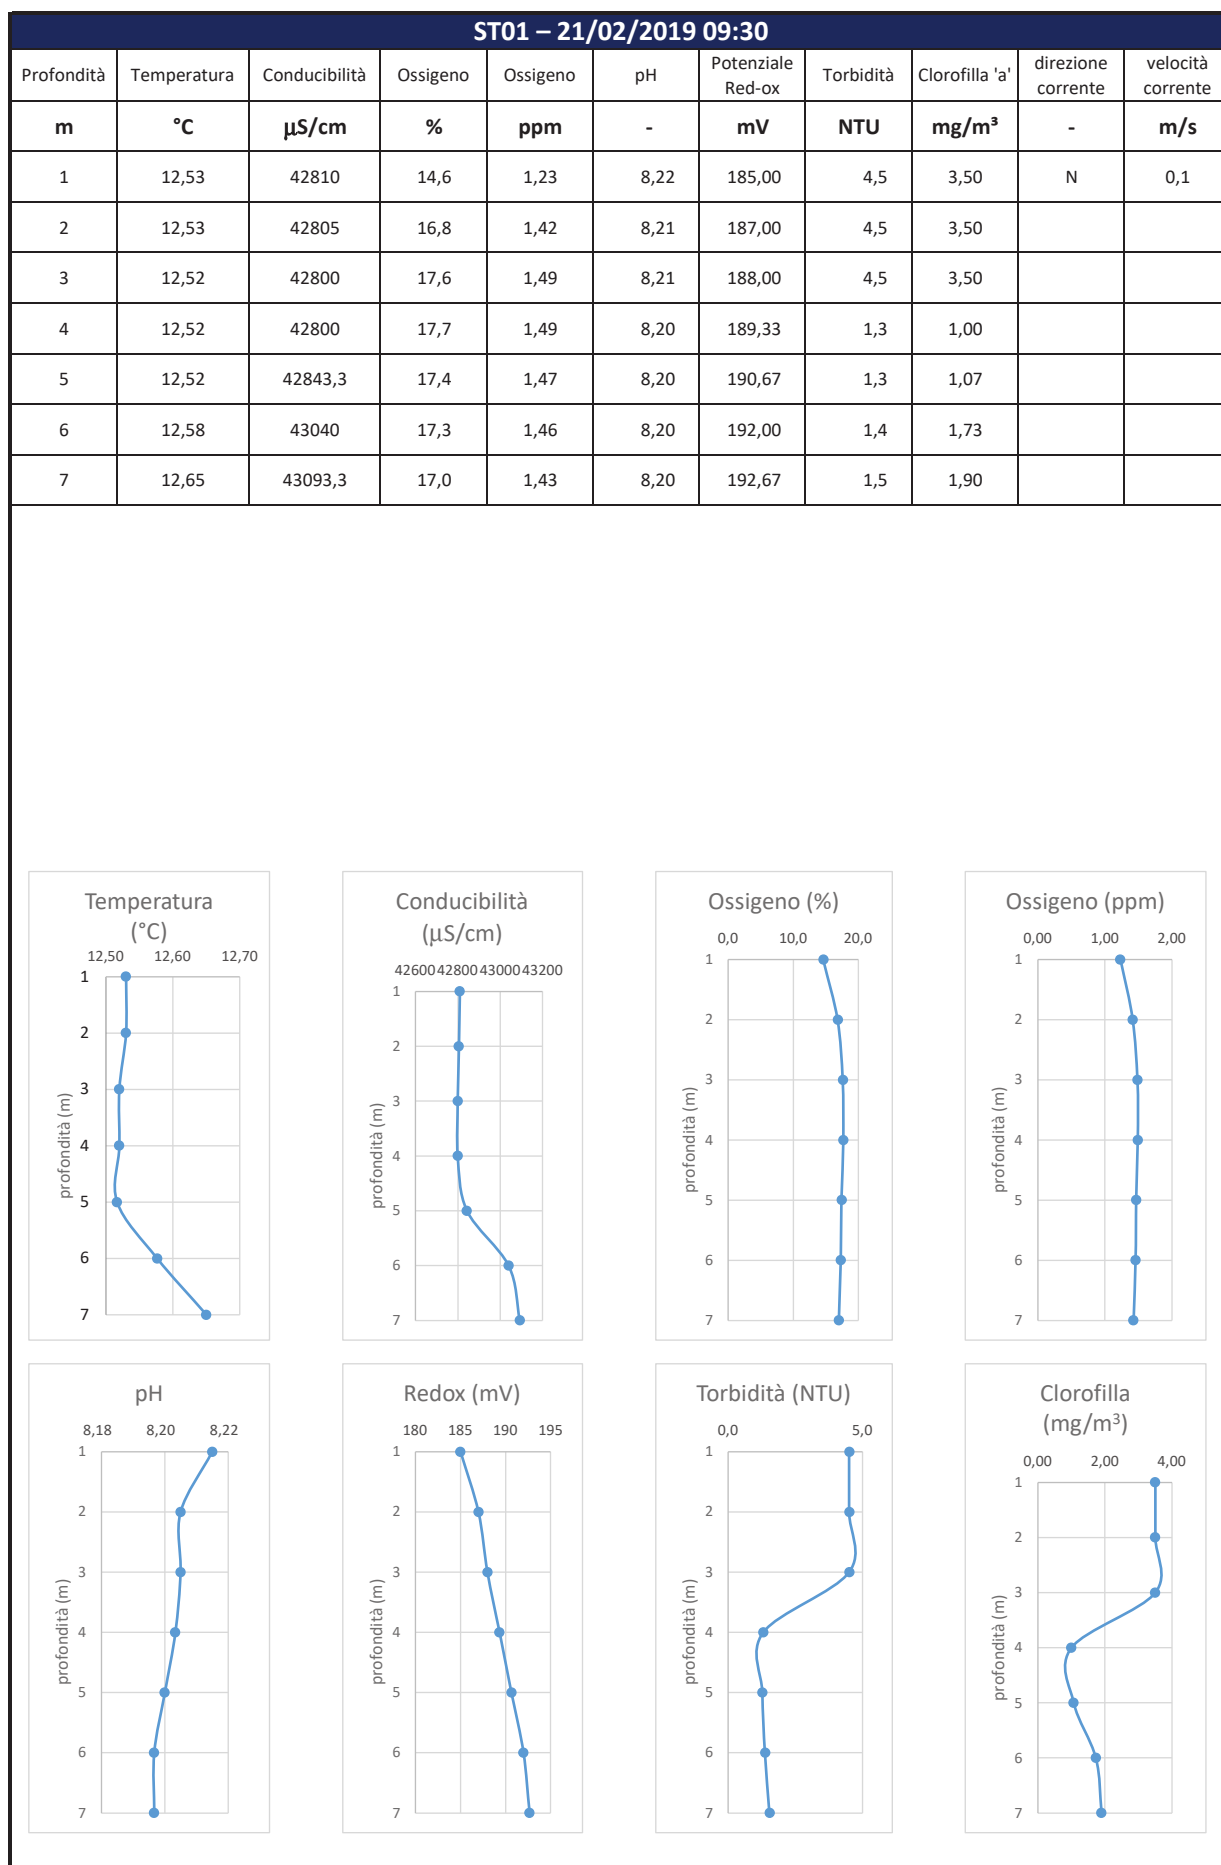 ST01 – 21/02/2019 09:30
Profondità Temperatura Conducibilità Ossigeno Ossigeno pH Potenziale Red-ox Torbidità Clorofilla 'a' direzione corrente velocità corrente
m °C µS/cm % ppm - mV NTU mg/m³ - m/s
1 12,53 42810 14,6 1,23 8,22 185,00 4,5 3,50 N 0,1
2 12,53 42805 16,8 1,42 8,21 187,00 4,5 3,50
3 12,52 42800 17,6 1,49 8,21 188,00 4,5 3,50
4 12,52 42800 17,7 1,49 8,20 189,33 1,3 1,00
5 12,52 42843,3 17,4 1,47 8,20 190,67 1,3 1,07
6 12,58 43040 17,3 1,46 8,20 192,00 1,4 1,73
7 12,65 43093,3 17,0 1,43 8,20 192,67 1,5 1,90
Temperatura
(°C)
12,50 12,60 12,70
1
2
3
4
5
6
7
profondità (m)
Conducibilità
(µS/cm)
42600 42800 43000 43200
1
2
3
4
5
6
7
profondità (m)
Ossigeno (%)
0,0 10,0 20,0
1
2
3
4
5
6
7
profondità (m)
Ossigeno (ppm)
0,00 1,00 2,00
1
2
3
4
5
6
7
profondità (m)
pH
8,18 8,20 8,22
1
2
3
4
5
6
7
profondità (m)
Redox (mV)
180 185 190 195
1
2
3
4
5
6
7
profondità (m)
Torbidità (NTU)
0,0 5,0
1
2
3
4
5
6
7
profondità (m)
Clorofilla
(mg/m³)
0,00 2,00 4,00
1
2
3
4
5
6
7
profondità (m)